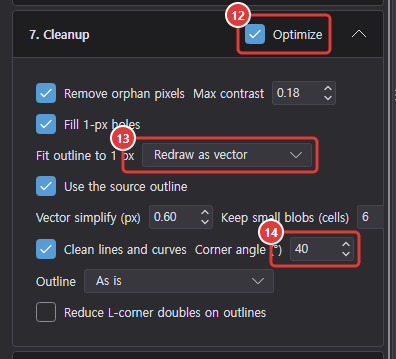 12
7. Cleanup Optimize
Remove orphan pixels Max contrast 0.18
Fill 1-px holes
13
Fit outline to 1 px Redraw as vector
Use the source outline
Vector simplify (px) 0.60 Keep small blobs (cells) 6
14
Clean lines and curves Corner angle (°) 40
Outline As is
Reduce L-corner doubles on outlines